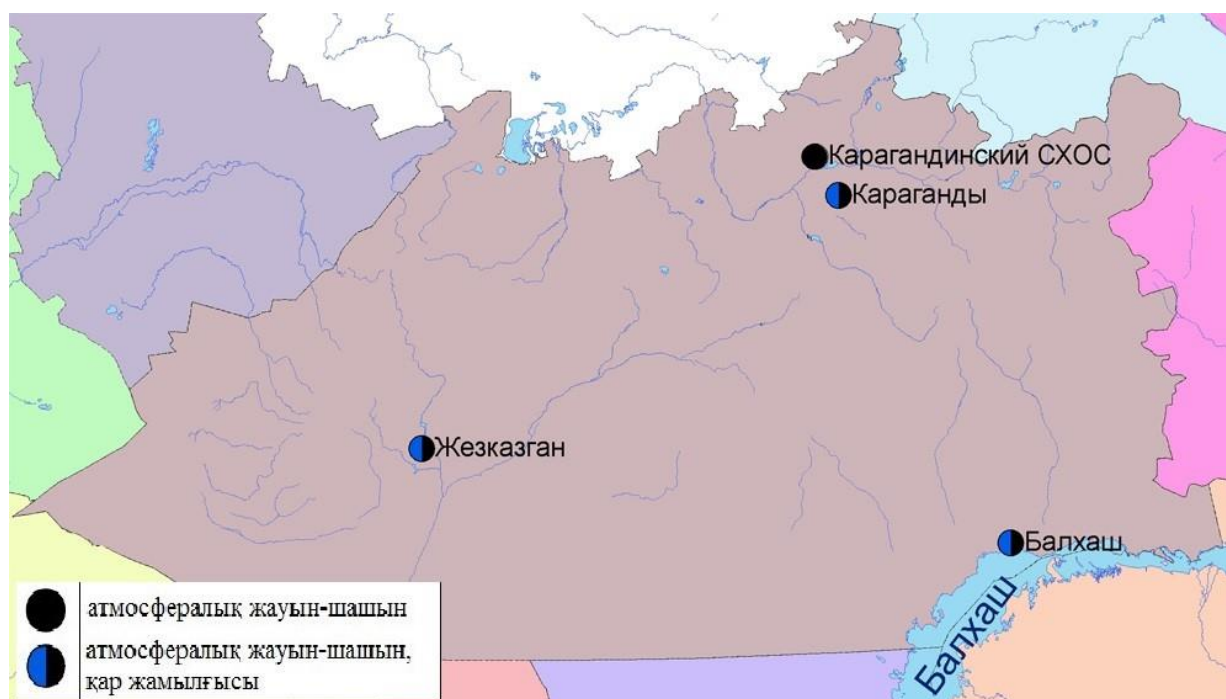 Карагандинский СХОС
Караганды
Жезказган
Балхаш
Балхаш
атмосфералық жауын-шашын
атмосфералық жауын-шашын,
қар жамылғысы